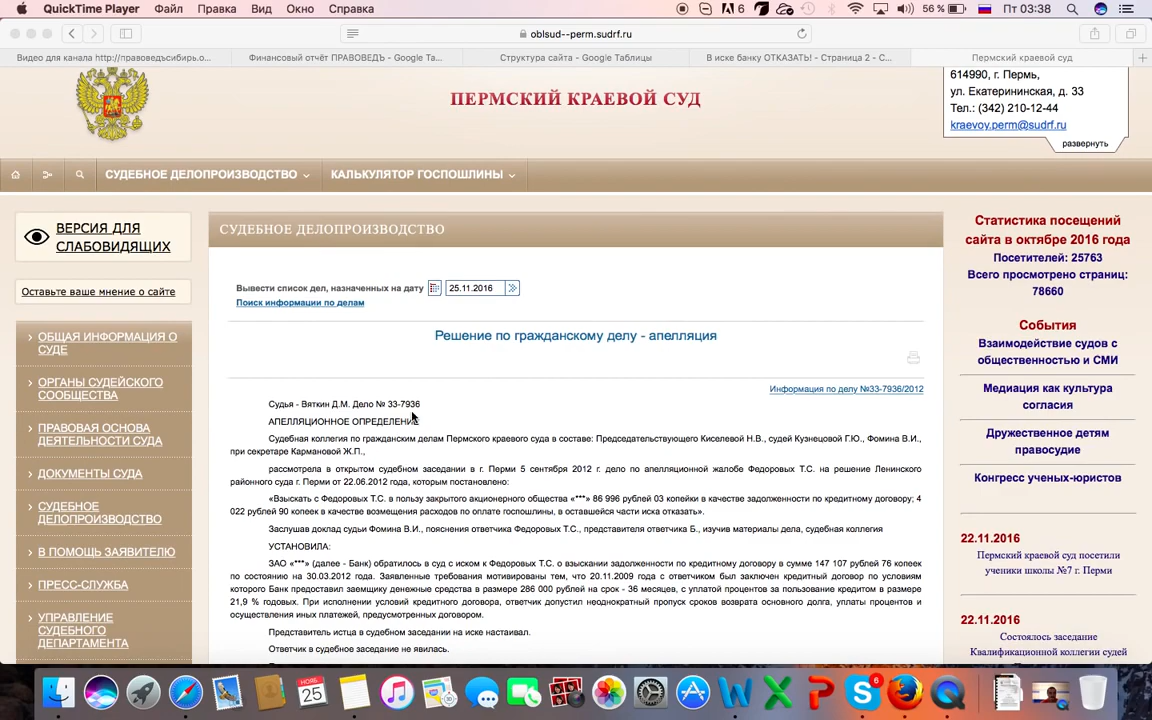 QuickTime Player Файл Правка Вид Окно Справка
6 56 % Пт 03:38
oblsud--perm.sudrf.ru
Видео для канала http://правоведъсибирь.о...
Финансовый отчёт ПРАВОВЕДЪ - Google Та...
Структура сайта - Google Таблицы
В иске банку ОТКАЗАТЬ! - Страница 2 - С...
Пермский краевой суд
ПЕРМСКИЙ КРАЕВОЙ СУД
614990, г. Пермь,
ул. Екатерининская, д. 33
Тел.: (342) 210-12-44
kraevoy.perm@sudrf.ru
развернуть
СУДЕБНОЕ ДЕЛОПРОИЗВОДСТВО
КАЛЬКУЛЯТОР ГОСПОШЛИНЫ
ВЕРСИЯ ДЛЯ
СЛАБОВИДЯЩИХ
Оставьте ваше мнение о сайте
ОБЩАЯ ИНФОРМАЦИЯ О
СУДЕ
ОРГАНЫ СУДЕЙСКОГО
СООБЩЕСТВА
ПРАВОВАЯ ОСНОВА
ДЕЯТЕЛЬНОСТИ СУДА
ДОКУМЕНТЫ СУДА
СУДЕБНОЕ
ДЕЛОПРОИЗВОДСТВО
В ПОМОЩЬ ЗАЯВИТЕЛЮ
ПРЕСС-СЛУЖБА
УПРАВЛЕНИЕ
СУДЕБНОГО
ДЕПАРТАМЕНТА
СУДЕБНОЕ ДЕЛОПРОИЗВОДСТВО
Вывести список дел, назначенных на дату 25.11.2016
Поиск информации по делам
Решение по гражданскому делу - апелляция
Информация по делу №33-7936/2012
Судья - Вяткин Д.М. Дело № 33-7936
АПЕЛЛЯЦИОННОЕ ОПРЕДЕЛЕНИЕ
Судебная коллегия по гражданским делам Пермского краевого суда в составе: Председательствующего Киселевой Н.В., судей Кузнецовой Г.Ю., Фомина В.И.,
при секретаре Кармановой Ж.П.,
рассмотрела в открытом судебном заседании в г. Перми 5 сентября 2012 г. дело по апелляционной жалобе Федоровых Т.С. на решение Ленинского
районного суда г. Перми от 22.06.2012 года, которым постановлено:
«Взыскать с Федоровых Т.С. в пользу закрытого акционерного общества «***» 86 996 рублей 03 копейки в качестве задолженности по кредитному договору; 4
022 рублей 90 копеек в качестве возмещения расходов по оплате госпошлины, в оставшейся части иска отказать».
Заслушав доклад судьи Фомина В.И., пояснения ответчика Федоровых Т.С., представителя ответчика Б., изучив материалы дела, судебная коллегия
УСТАНОВИЛА:
ЗАО «***» (далее - Банк) обратилось в суд с иском к Федоровых Т.С. о взыскании задолженности по кредитному договору в сумме 147 107 рублей 76 копеек
по состоянию на 30.03.2012 года. Заявленные требования мотивированы тем, что 20.11.2009 года с ответчиком был заключен кредитный договор по условиям
которого Банк предоставил заемщику денежные средства в размере 286 000 рублей на срок - 36 месяцев, с уплатой процентов за пользование кредитом в размере
21,9 % годовых. При исполнении условий кредитного договора, ответчик допустил неоднократный пропуск сроков возврата основного долга, уплаты процентов и
осуществления иных платежей, предусмотренных договором.
Представитель истца в судебном заседании на иске настаивал.
Ответчик в судебное заседание не явилась.
Статистика посещений
сайта в октябре 2016 года
Посетителей: 25763
Всего просмотрено страниц:
78660
События
Взаимодействие судов с
общественностью и СМИ
Медиация как культура
согласия
Дружественное детям
правосудие
Конгресс ученых-юристов
22.11.2016
Пермский краевой суд посетили
ученики школы №7 г. Перми
22.11.2016
Состоялось заседание
Квалификационной коллегии судей
НОЯБ.
25
6